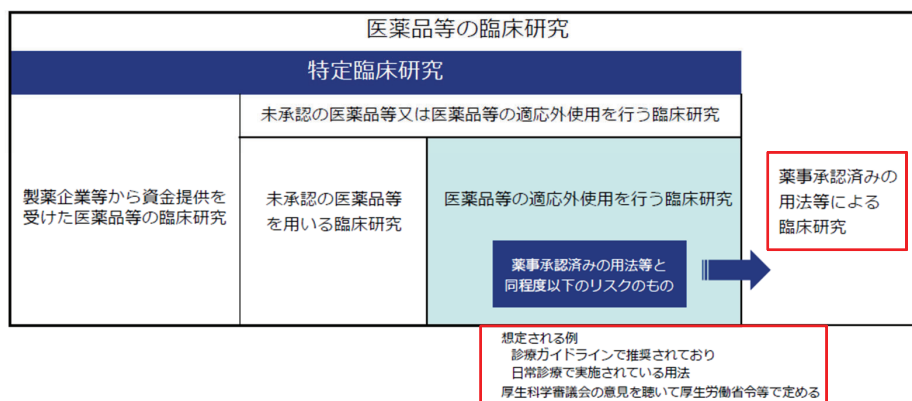 医薬品等の臨床研究
特定臨床研究
未承認の医薬品等又は医薬品等の適応外使用を行う臨床研究
製薬企業等から資金提供を
受けた医薬品等の臨床研究
未承認の医薬品等
を用いる臨床研究
医薬品等の適応外使用を行う臨床研究
薬事承認済みの用法等と
同程度以下のリスクのもの
薬事承認済みの
用法等による
臨床研究
想定される例
診療ガイドラインで推奨されており
日常診療で実施されている用法
厚生科学審議会の意見を聴いて厚生労働省令等で定める